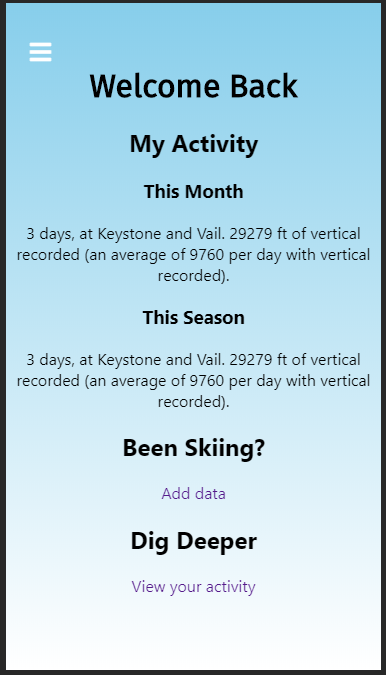 Welcome Back
My Activity
This Month
3 days, at Keystone and Vail. 29279 ft of vertical
recorded (an average of 9760 per day with vertical
recorded).
This Season
3 days, at Keystone and Vail. 29279 ft of vertical
recorded (an average of 9760 per day with vertical
recorded).
Been Skiing?
Add data
Dig Deeper
View your activity